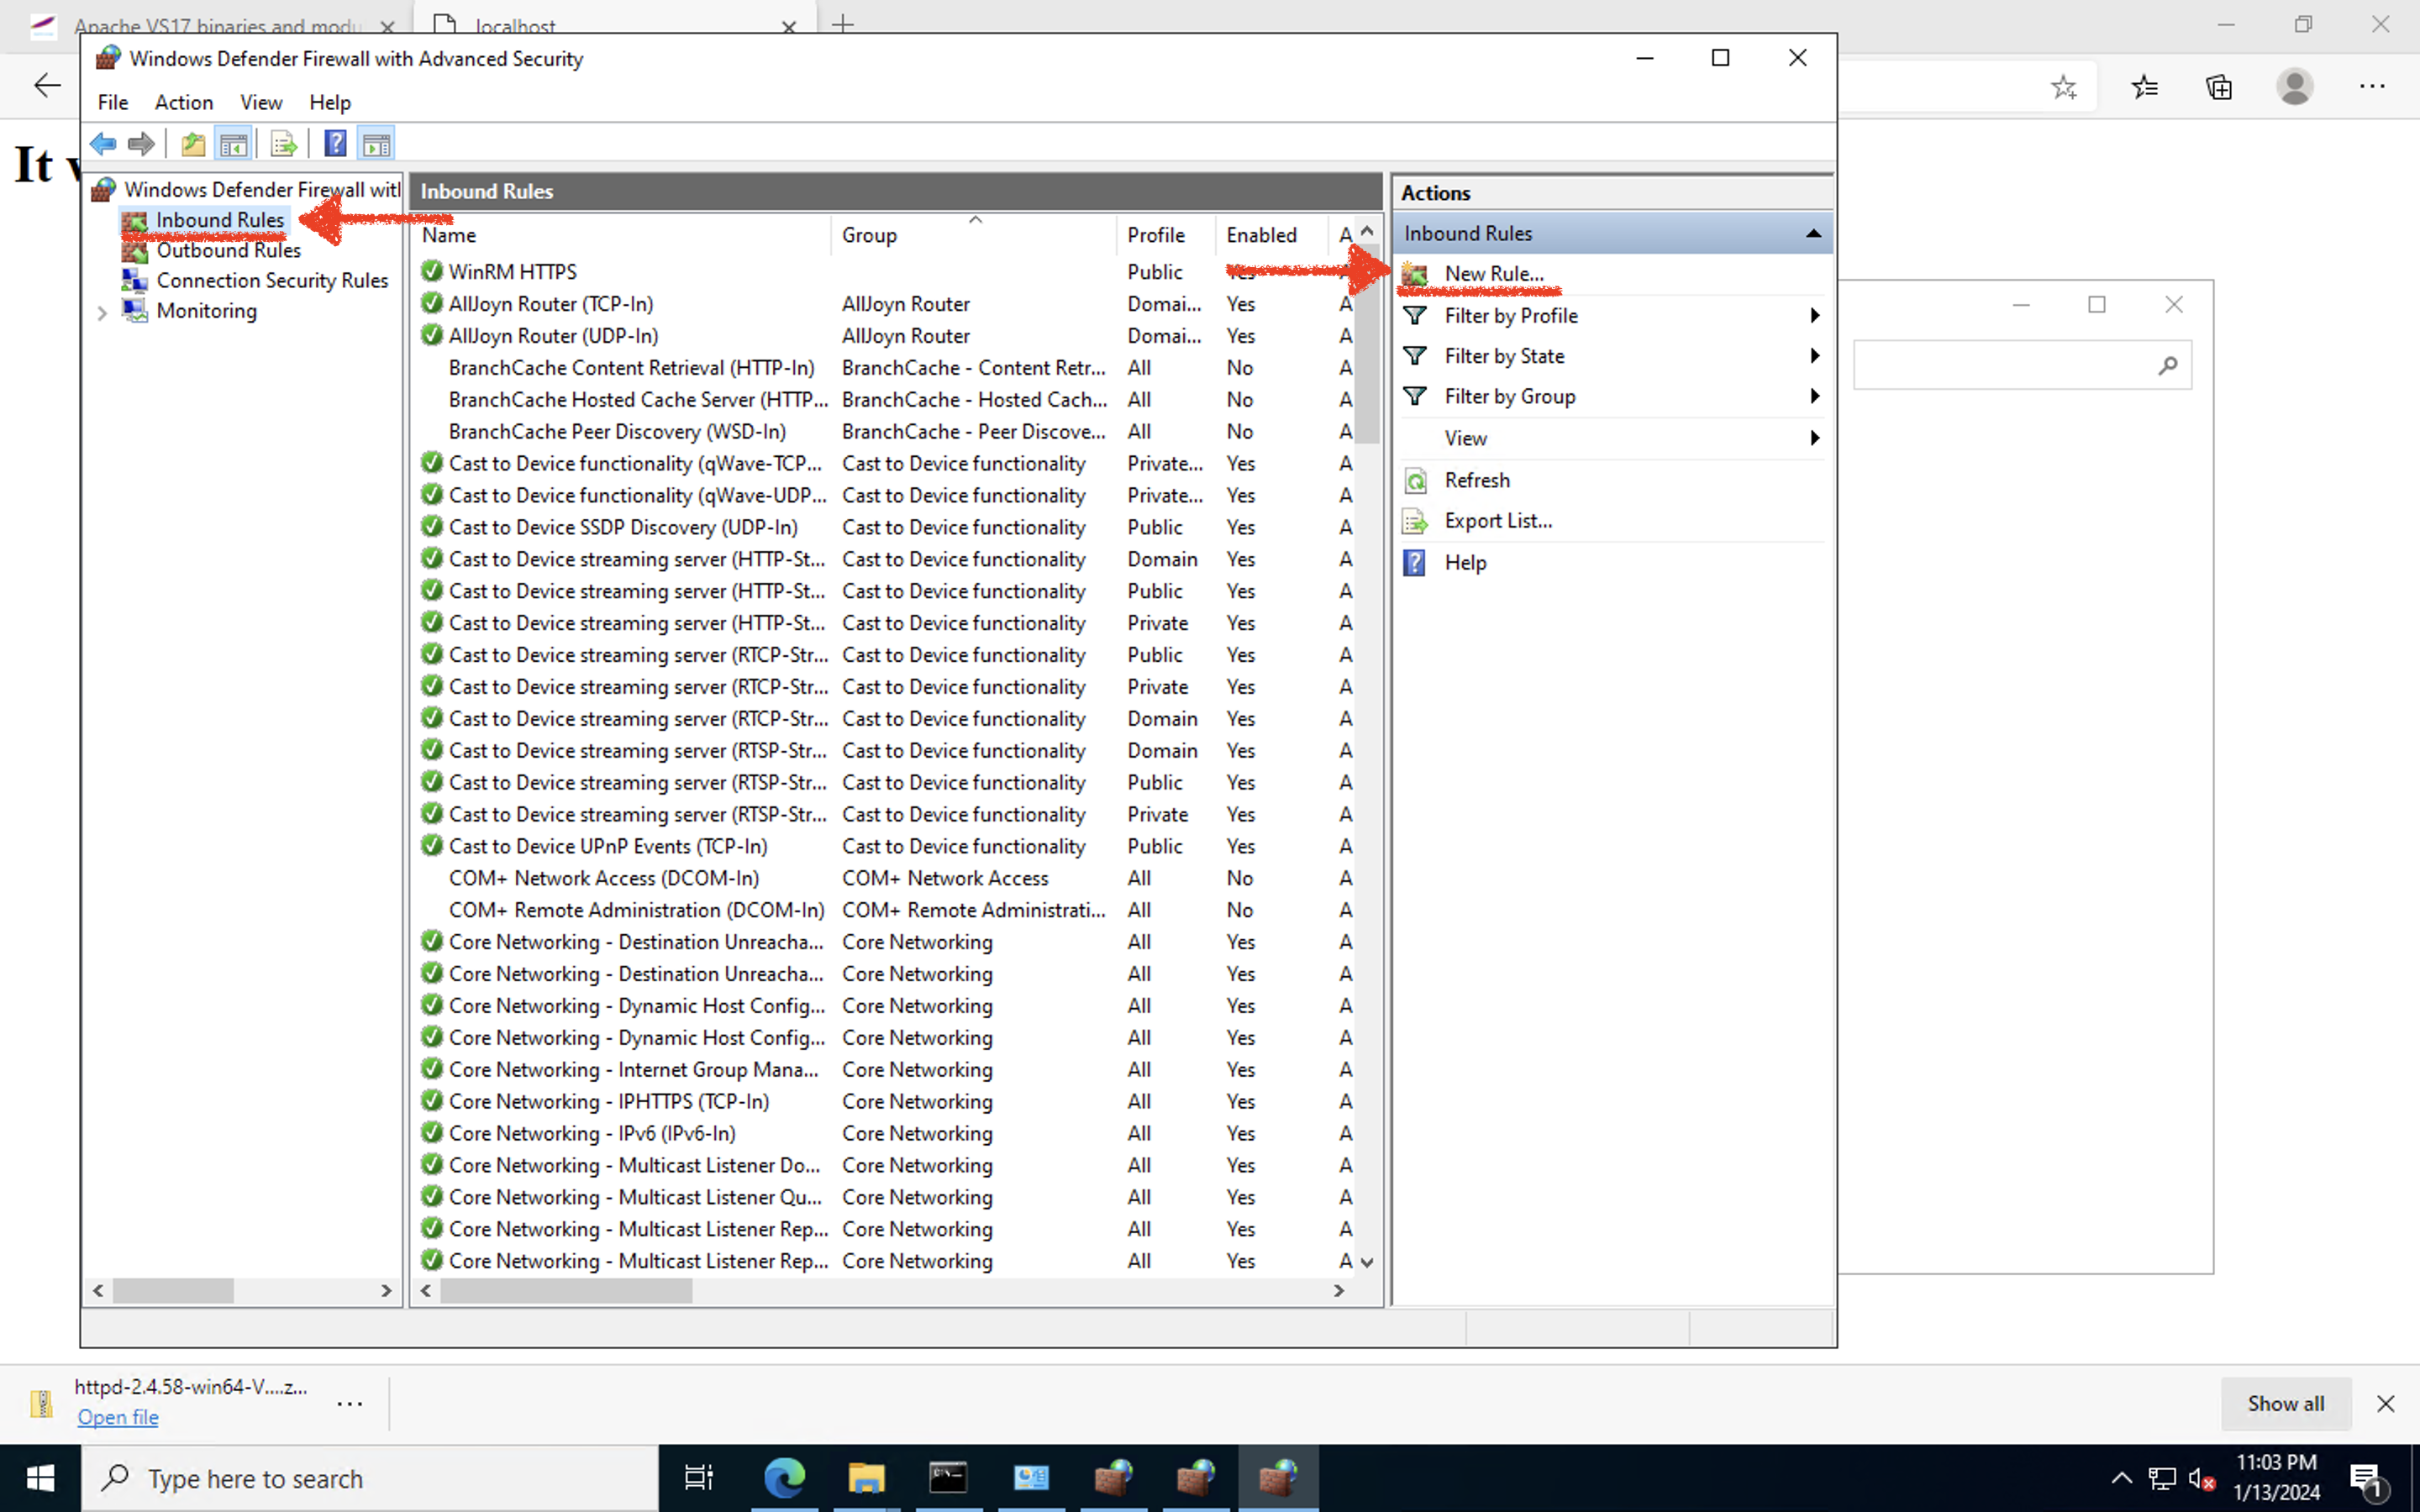 Apache VS17 binaries and modu
localhost
Windows Defender Firewall with Advanced Security
File Action View Help
It
Windows Defender Firewall with
Inbound Rules
Outbound Rules
Connection Security Rules
Monitoring
Inbound Rules
Name Group Profile Enabled A
WinRM HTTPS Public Yes A
AllJoyn Router (TCP-In) AllJoyn Router Domai... Yes A
AllJoyn Router (UDP-In) AllJoyn Router Domai... Yes A
BranchCache Content Retrieval (HTTP-In) BranchCache - Content Retr... All No A
BranchCache Hosted Cache Server (HTTP... BranchCache - Hosted Cach... All No A
BranchCache Peer Discovery (WSD-In) BranchCache - Peer Discove... All No A
Cast to Device functionality (qWave-TCP... Cast to Device functionality Private... Yes A
Cast to Device functionality (qWave-UDP... Cast to Device functionality Private... Yes A
Cast to Device SSDP Discovery (UDP-In) Cast to Device functionality Public Yes A
Cast to Device streaming server (HTTP-St... Cast to Device functionality Domain Yes A
Cast to Device streaming server (HTTP-St... Cast to Device functionality Public Yes A
Cast to Device streaming server (HTTP-St... Cast to Device functionality Private Yes A
Cast to Device streaming server (RTCP-Str... Cast to Device functionality Public Yes A
Cast to Device streaming server (RTCP-Str... Cast to Device functionality Private Yes A
Cast to Device streaming server (RTCP-Str... Cast to Device functionality Domain Yes A
Cast to Device streaming server (RTSP-Str... Cast to Device functionality Domain Yes A
Cast to Device streaming server (RTSP-Str... Cast to Device functionality Public Yes A
Cast to Device streaming server (RTSP-Str... Cast to Device functionality Private Yes A
Cast to Device UPnP Events (TCP-In) Cast to Device functionality Public Yes A
COM+ Network Access (DCOM-In) COM+ Network Access All No A
COM+ Remote Administration (DCOM-In) COM+ Remote Administrati... All No A
Core Networking - Destination Unreacha... Core Networking All Yes A
Core Networking - Destination Unreacha... Core Networking All Yes A
Core Networking - Dynamic Host Config... Core Networking All Yes A
Core Networking - Dynamic Host Config... Core Networking All Yes A
Core Networking - Internet Group Mana... Core Networking All Yes A
Core Networking - IPHTTPS (TCP-In) Core Networking All Yes A
Core Networking - IPv6 (IPv6-In) Core Networking All Yes A
Core Networking - Multicast Listener Do... Core Networking All Yes A
Core Networking - Multicast Listener Qu... Core Networking All Yes A
Core Networking - Multicast Listener Rep... Core Networking All Yes A
Core Networking - Multicast Listener Rep... Core Networking All Yes A
Actions
Inbound Rules
New Rule...
Filter by Profile
Filter by State
Filter by Group
View
Refresh
Export List...
Help
httpd-2.4.58-win64-V....z...
Open file
Show all
Type here to search
11:03 PM
1/13/2024
1